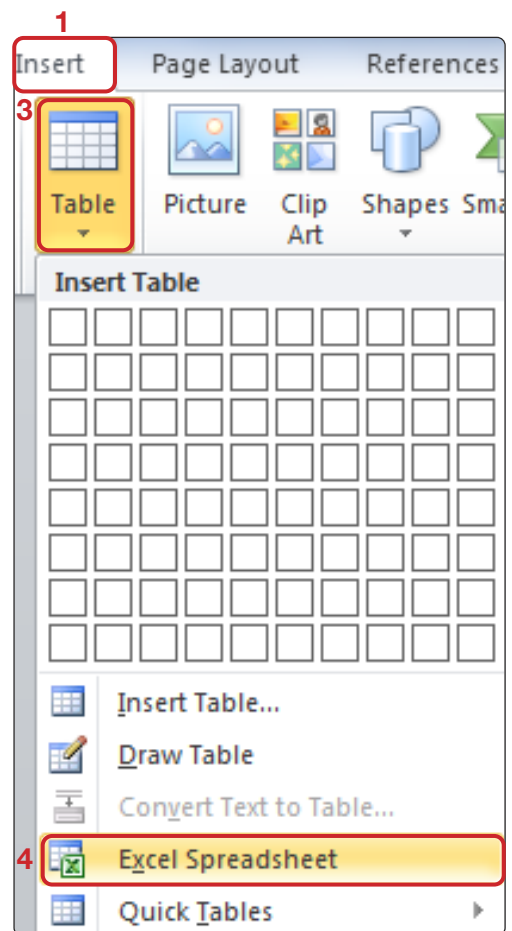 1
Insert Page Layout References
3
Table Picture Clip Art Shapes
Insert Table
Insert Table...
Draw Table
Convert Text to Table...
4 Excel Spreadsheet
Quick Tables